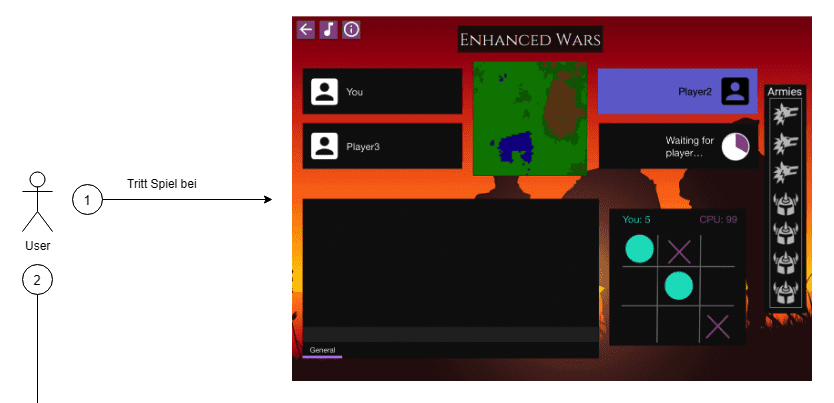 ENHANCED WARS
You
Player2
Armies
Player3
Waiting for
player...
1
Tritt Spiel bei
User
2
You: 5
CPU: 99
General